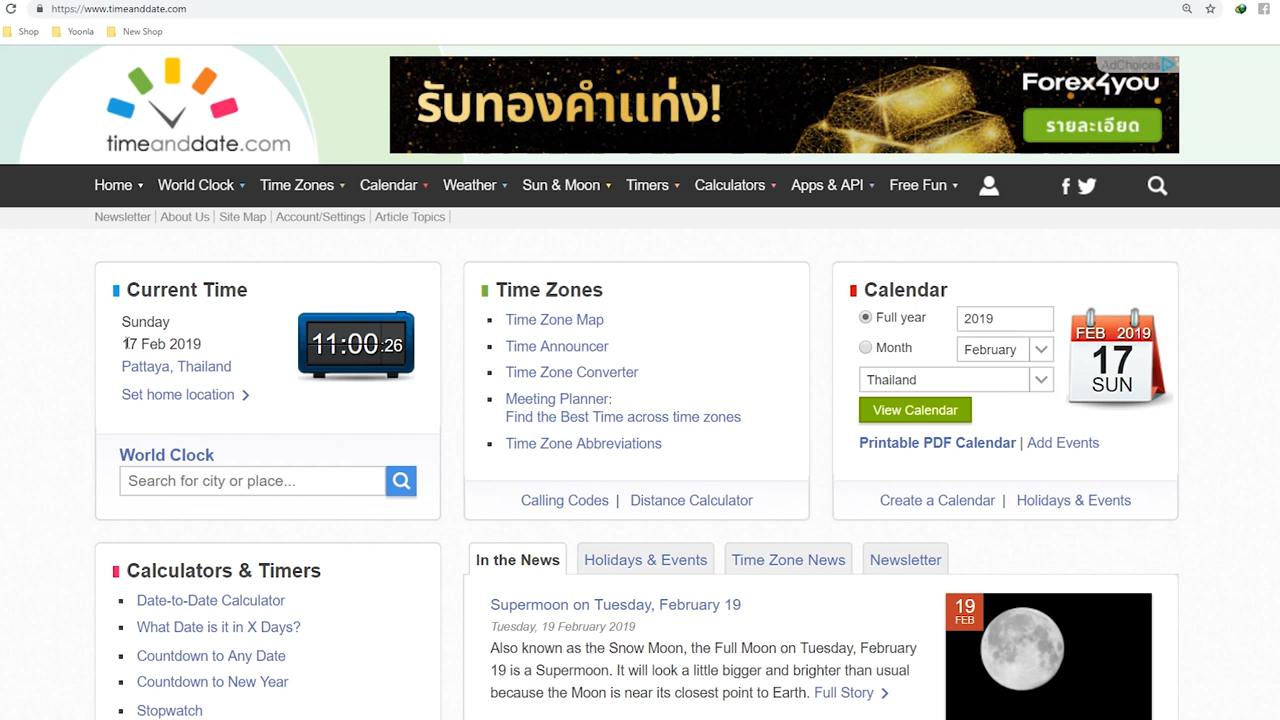 https://www.timeanddate.com
Shop
Yoonla
New Shop
timeanddate.com
รับทองคำแท่ง!
AdChoices
Forex4you
รายละเอียด
Home
World Clock
Time Zones
Calendar
Weather
Sun & Moon
Timers
Calculators
Apps & API
Free Fun
Newsletter | About Us | Site Map | Account/Settings | Article Topics |
Current Time
Sunday
17 Feb 2019
Pattaya, Thailand
Set home location
11:00:26
World Clock
Search for city or place...
Time Zones
Time Zone Map
Time Announcer
Time Zone Converter
Meeting Planner:
Find the Best Time across time zones
Time Zone Abbreviations
Calling Codes | Distance Calculator
Calendar
Full year
2019
Month
February
Thailand
View Calendar
FEB 2019
17
SUN
Printable PDF Calendar | Add Events
Create a Calendar | Holidays & Events
Calculators & Timers
Date-to-Date Calculator
What Date is it in X Days?
Countdown to Any Date
Countdown to New Year
Stopwatch
In the News
Holidays & Events
Time Zone News
Newsletter
Supermoon on Tuesday, February 19
Tuesday, 19 February 2019
Also known as the Snow Moon, the Full Moon on Tuesday, February
19 is a Supermoon. It will look a little bigger and brighter than usual
because the Moon is near its closest point to Earth. Full Story
19
FEB